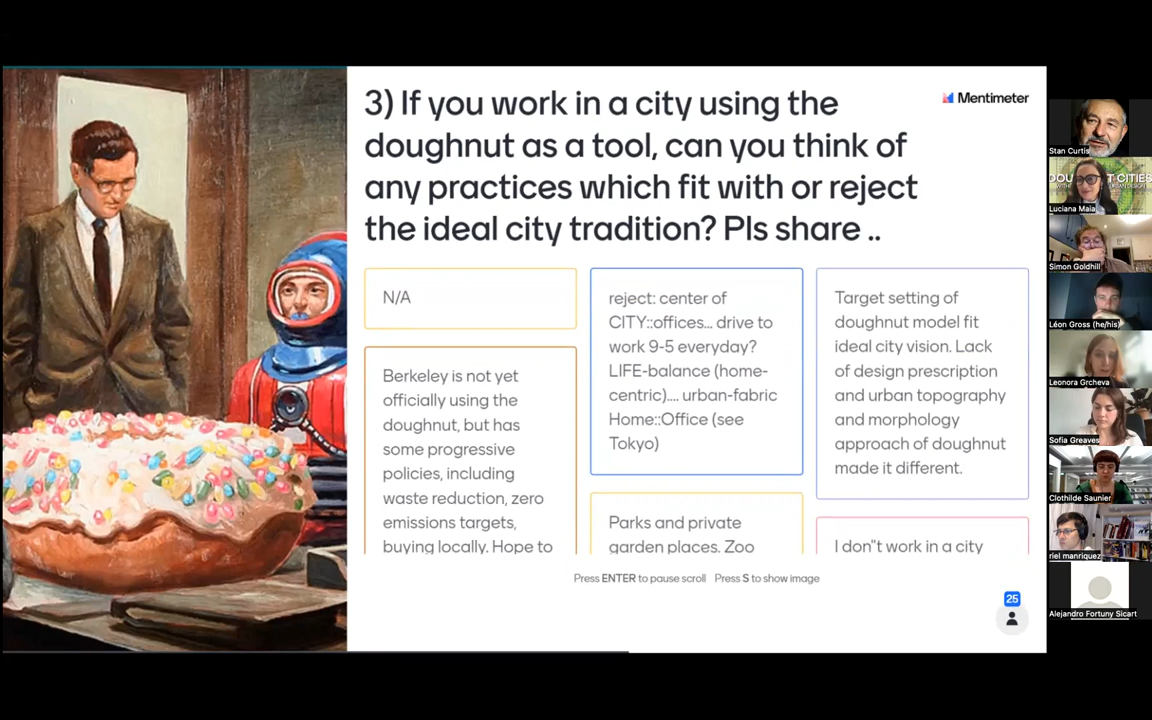 3) If you work in a city using the
doughnut as a tool, can you think of
any practices which fit with or reject
the ideal city tradition? Pls share ..
Mentimeter
N/A
Berkeley is not yet
officially using the
doughnut, but has
some progressive
policies, including
waste reduction, zero
emissions targets,
buying locally. Hope to
reject: center of
CITY::offices... drive to
work 9-5 everyday?
LIFE-balance (home-
centric).... urban-fabric
Home::Office (see
Tokyo)
Parks and private
garden places. Zoo
Target setting of
doughnut model fit
ideal city vision. Lack
of design prescription
and urban topography
and morphology
approach of doughnut
made it different.
I don"t work in a city
Press ENTER to pause scroll Press S to show image
25
Stan Curtis
Luciana Maia
Simon Goldhill
Léon Gross (he/his)
Leonora Grcheva
Sofia Greaves
Clothilde Saunier
riel manriquez
Alejandro Fortuny Sicart